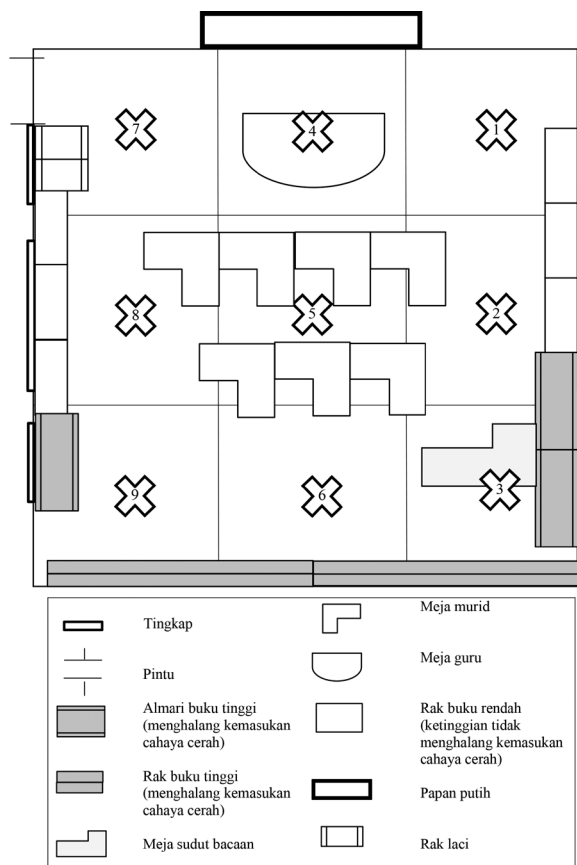 7
4
1
8
5
2
9
6
3
Tingkap
Meja murid
Pintu
Meja guru
Almari buku tinggi
(menghalang kemasukan
cahaya cerah)
Rak buku rendah
(ketinggian tidak
menghalang kemasukan
cahaya cerah)
Rak buku tinggi
(menghalang kemasukan
cahaya cerah)
Papan putih
Meja sudut bacaan
Rak laci